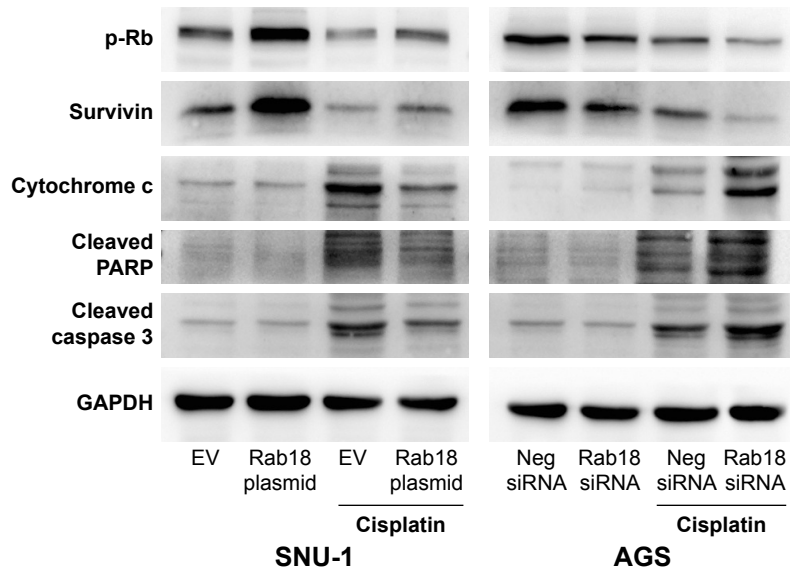 p-Rb
Survivin
Cytochrome c
Cleaved
PARP
Cleaved
caspase 3
GAPDH
EV Rab18 EV Rab18 Neg Rab18 Neg Rab18
plasmid plasmid siRNA siRNA siRNA siRNA
Cisplatin Cisplatin
SNU-1 AGS